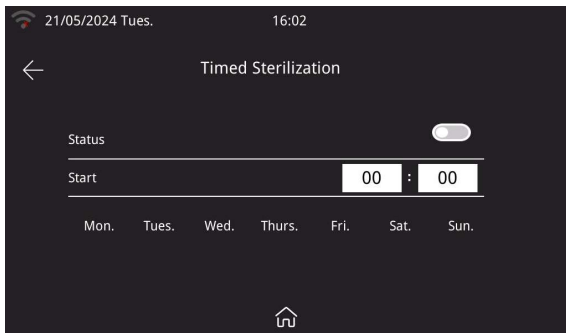 21/05/2024 Tues. 16:02
Timed Sterilization
Status
Start 00 : 00
Mon. Tues. Wed. Thurs. Fri. Sat. Sun.